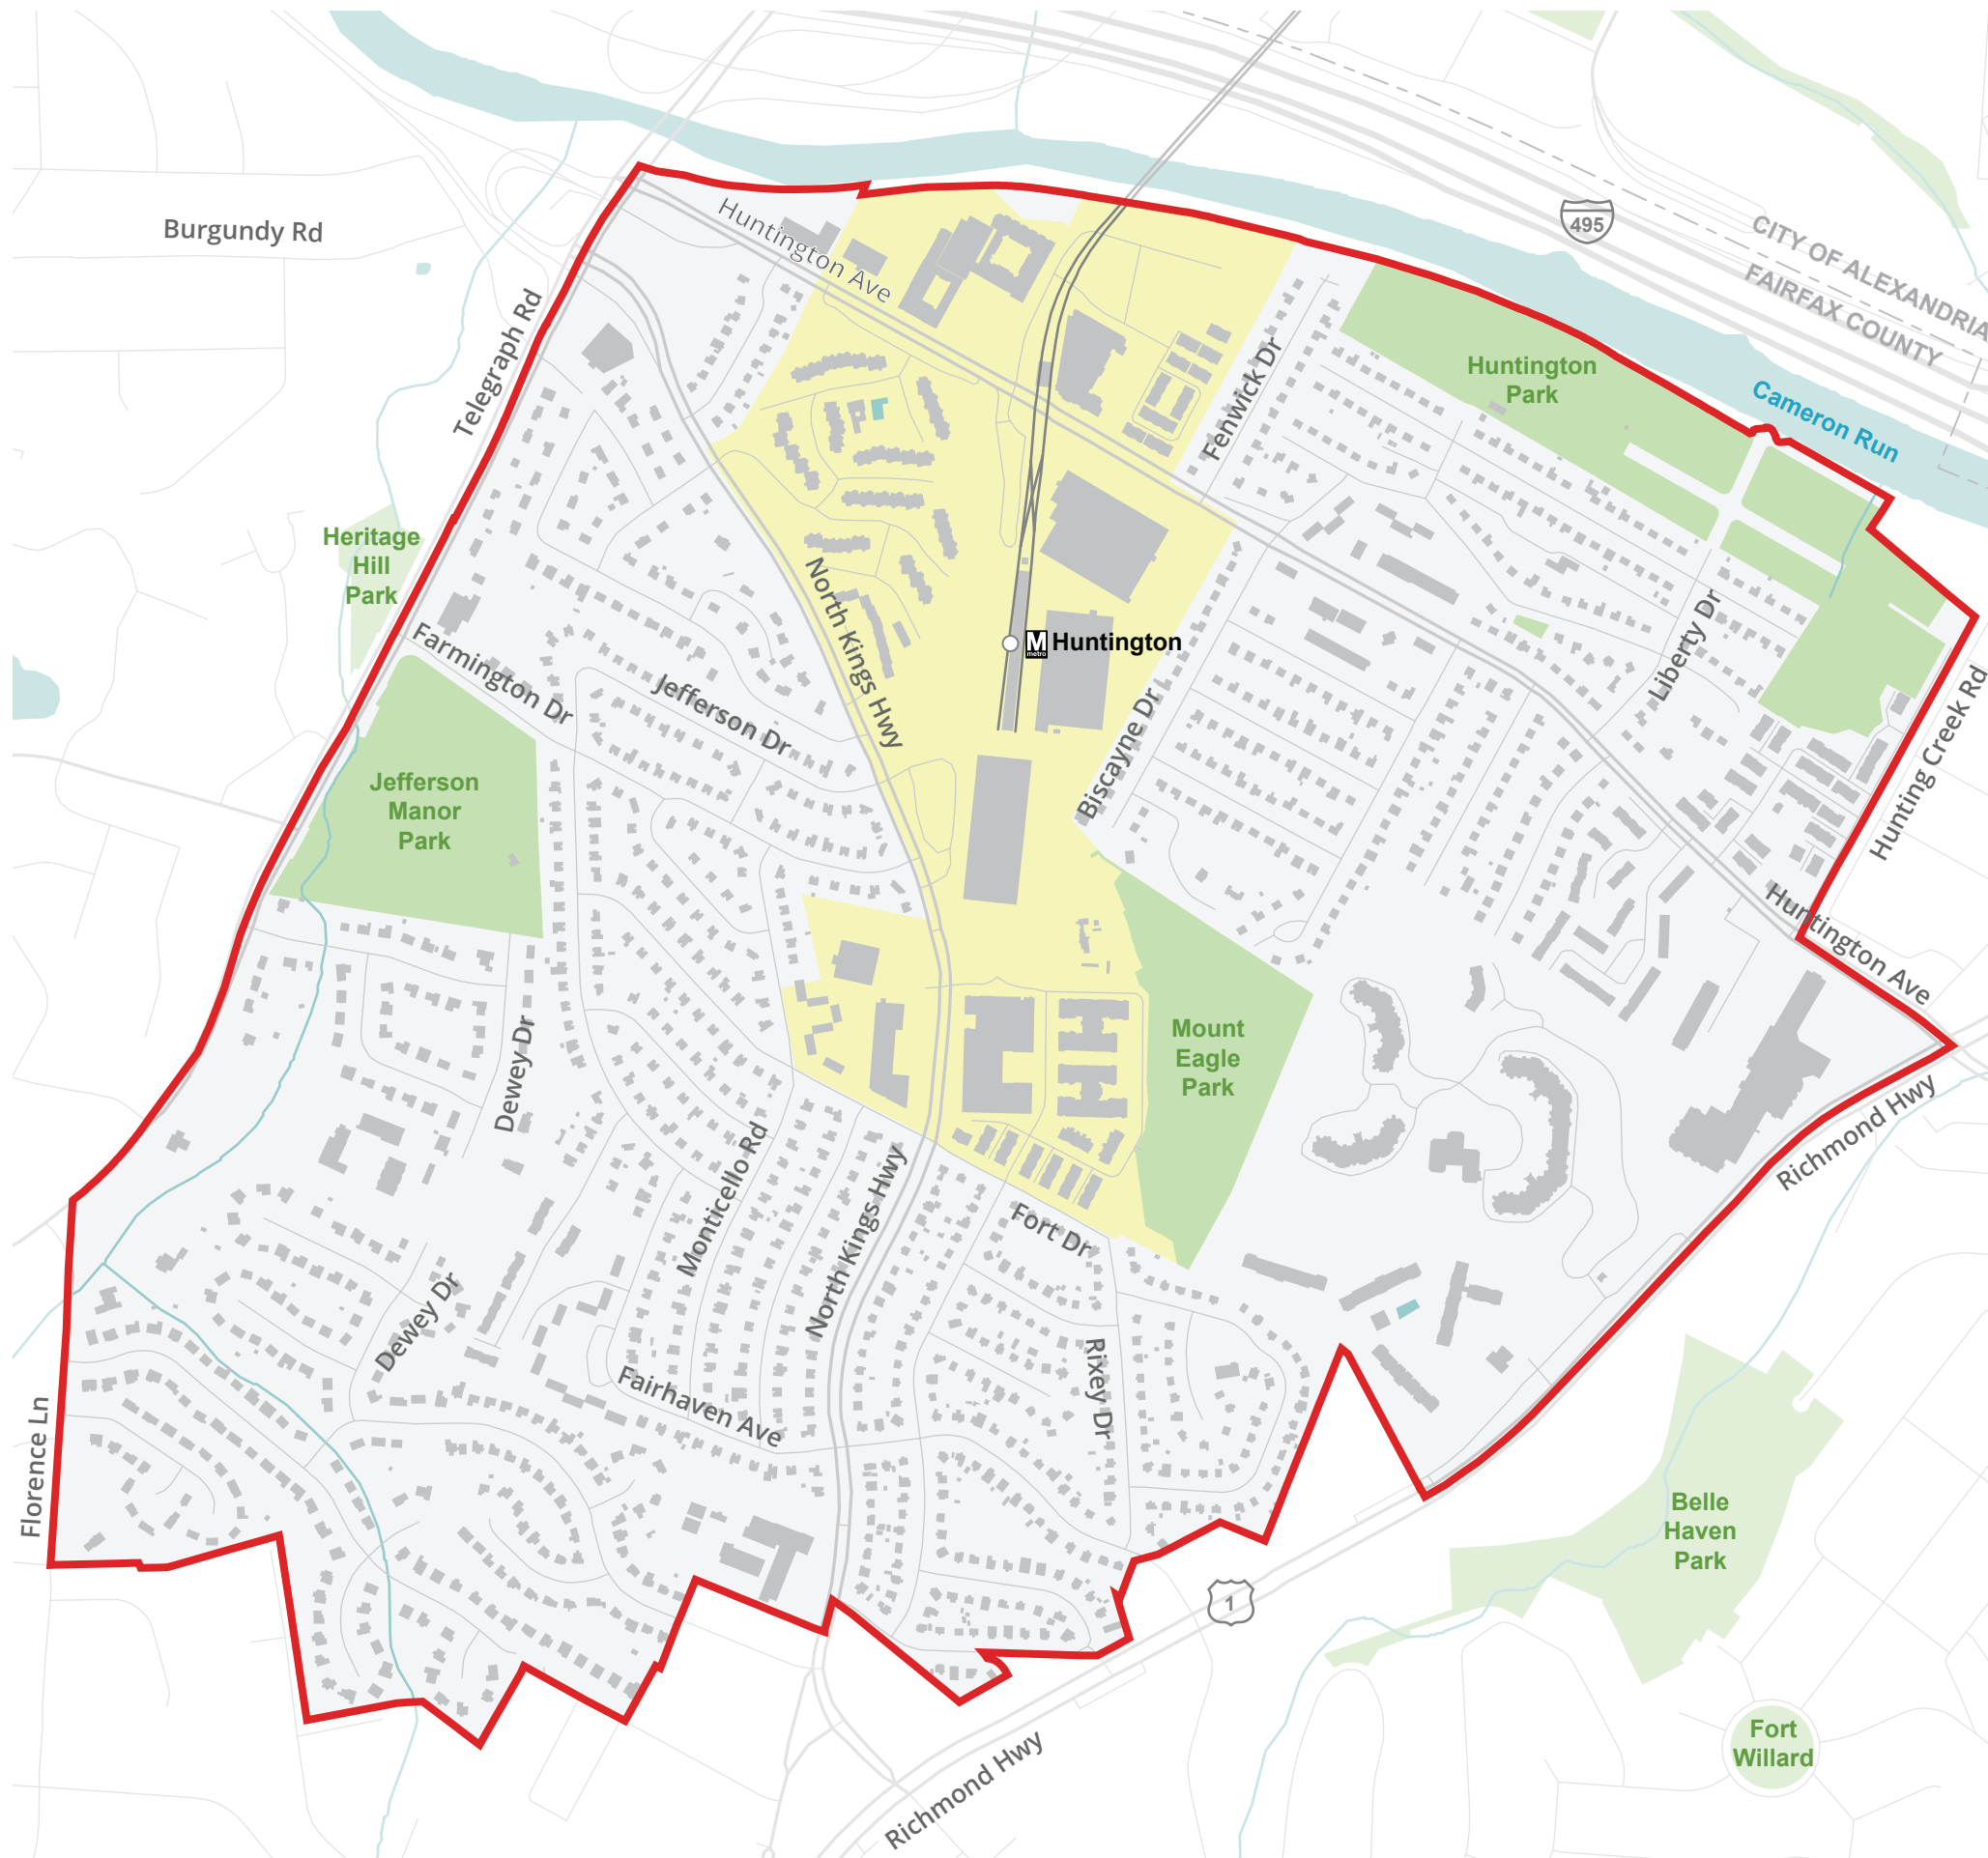 Burgundy Rd
Huntington Ave
495
CITY OF ALEXANDRIA
FAIRFAX COUNTY
Telegraph Rd
Fenwick Dr
Huntington
Park
Cameron Run
Heritage
Hill
Park
North Kings Hwy
M
metro
Huntington
Farmington Dr
Jefferson Dr
Liberty Dr
Hunting Creek Rd
Biscayne Dr
Jefferson
Manor
Park
Huntington Ave
Dewey Dr
Mount
Eagle
Park
Richmond Hwy
Monticello Rd
North Kings Hwy
Fort Dr
Dewey Dr
Rixey Dr
Fairhaven Ave
Florence Ln
Belle
Haven
Park
1
Richmond Hwy
Fort
Willard